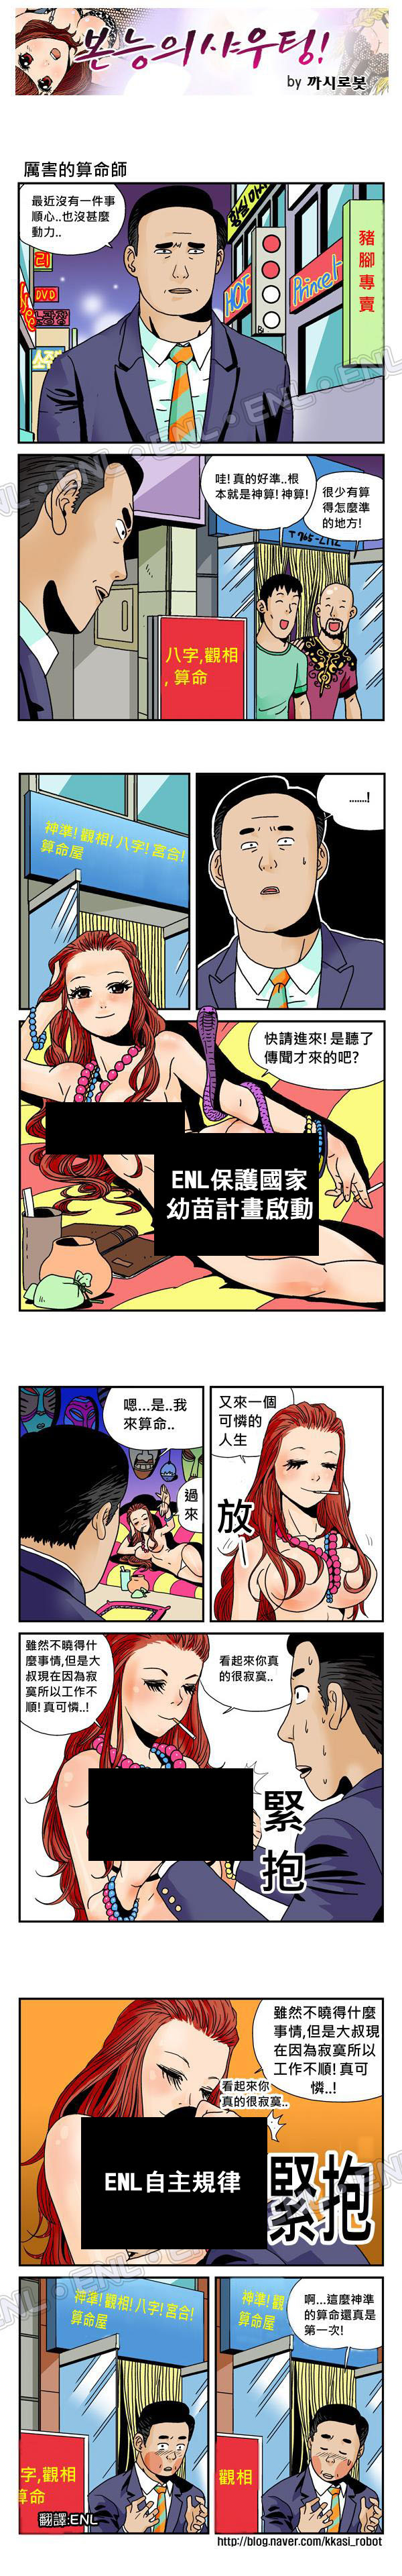 본능의 샤우팅!
by 까시로봇
厲害的算命師
最近沒有一件事
順心..也沒甚麼
動力..
리
DVD
노래광장
소주
HOF
Prince
豬
腳
專
賣
哇! 真的好準..根
本就是神算! 神算!
很少有算
得怎麼準
的地方!
八字,觀相
, 算命
神準! 觀相! 八字! 宮合!
算命屋
.......!
快請進來! 是聽了
傳聞才來的吧?
ENL保護國家
幼苗計畫啟動
嗯...是..我
來算命..
過
來
又來一個
可憐的
人生
放
雖然不曉得什
麼事情,但是大
叔現在因為寂
寞所以工作不
順! 真可憐..!
看起來你真
的很寂寞..
緊
抱
雖然不曉得什麼
事情,但是大叔現
在因為寂寞所以
工作不順! 真可
憐..!
看起來你
真的很寂寞..
ENL自主規律
緊抱
神準! 觀相! 八字! 宮合!
算命屋
字,觀相
算命
翻譯:ENL
神準! 觀
算命屋
啊...這麼神準
的算命還真是
第一次!
觀相
http://blog.naver.com/kkasi_robot